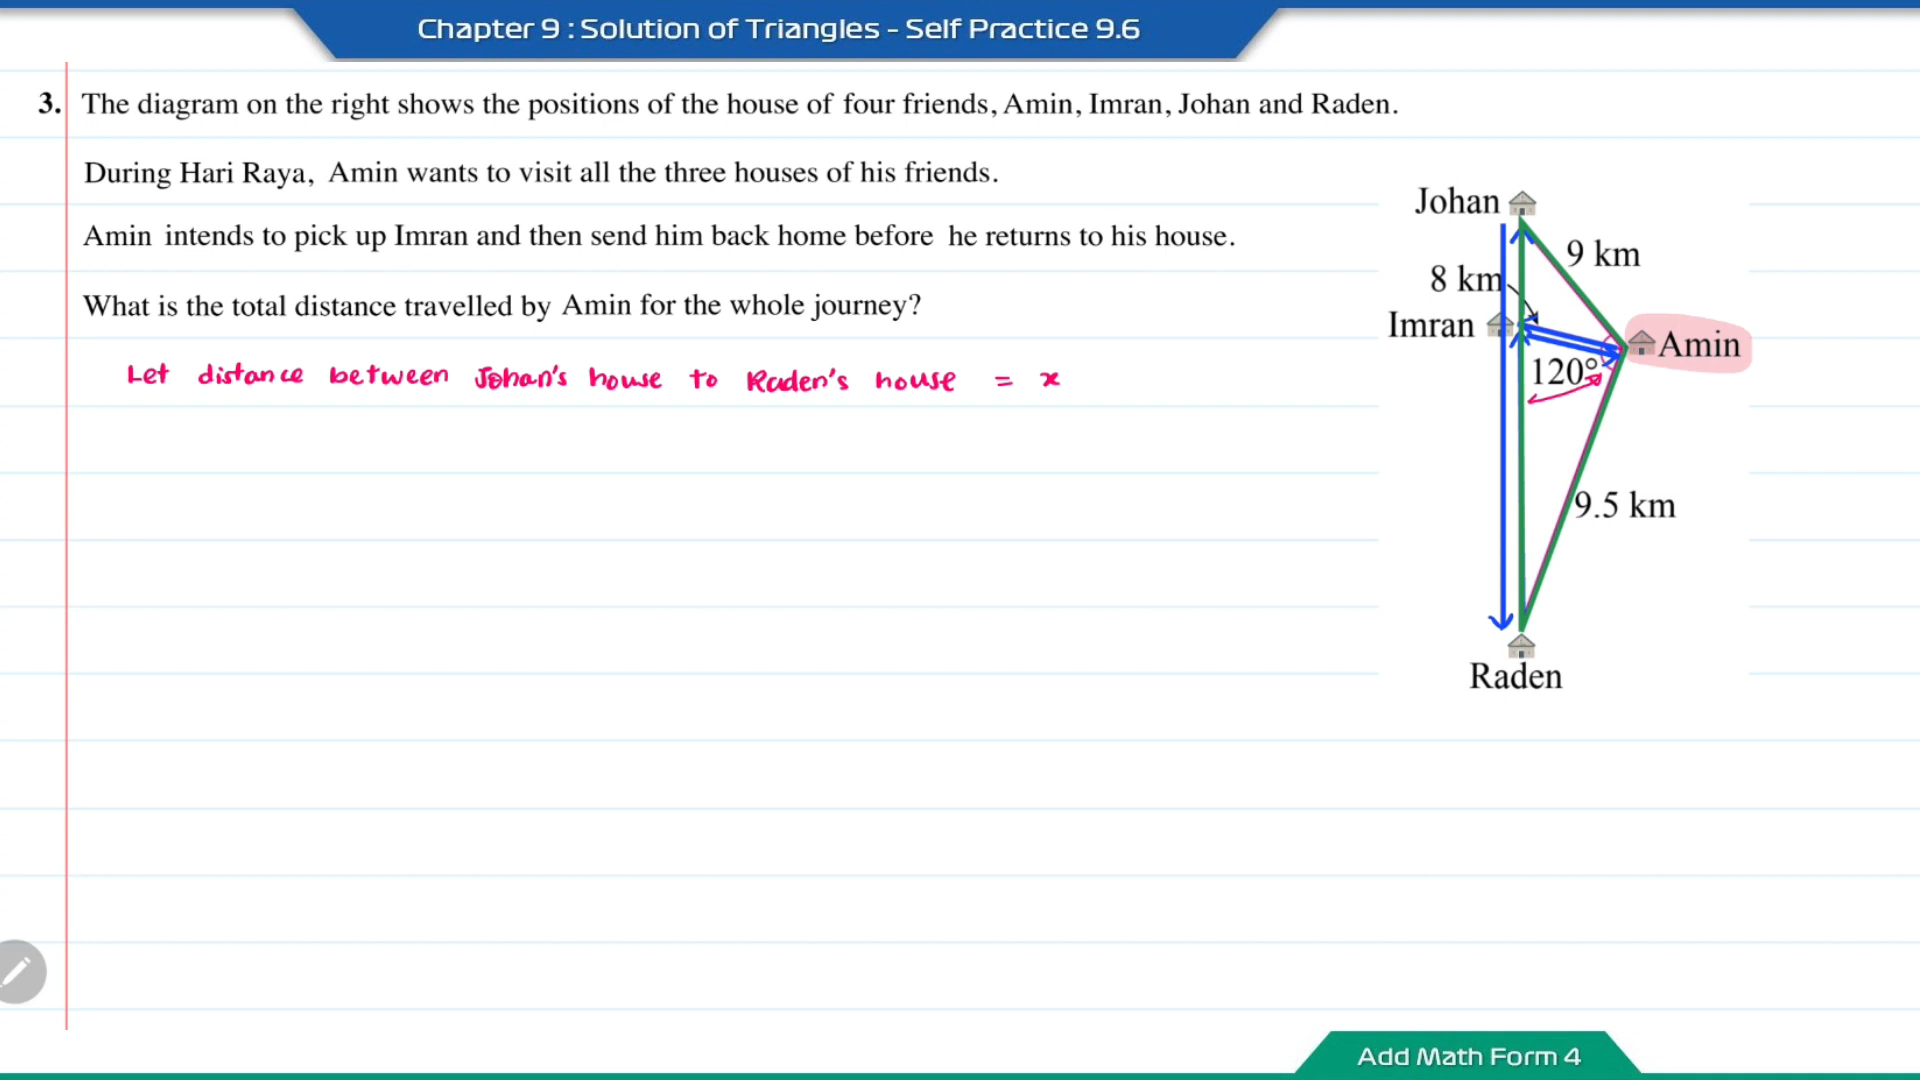 Chapter 9 : Solution of Triangles - Self Practice 9.6
3. The diagram on the right shows the positions of the house of four friends, Amin, Imran, Johan and Raden.
During Hari Raya, Amin wants to visit all the three houses of his friends.
Amin intends to pick up Imran and then send him back home before he returns to his house.
What is the total distance travelled by Amin for the whole journey?
Let distance between Johan's house to Raden's house = x
Johan
9 km
8 km
Imran
Amin
120°
9.5 km
Raden
Add Math Form 4